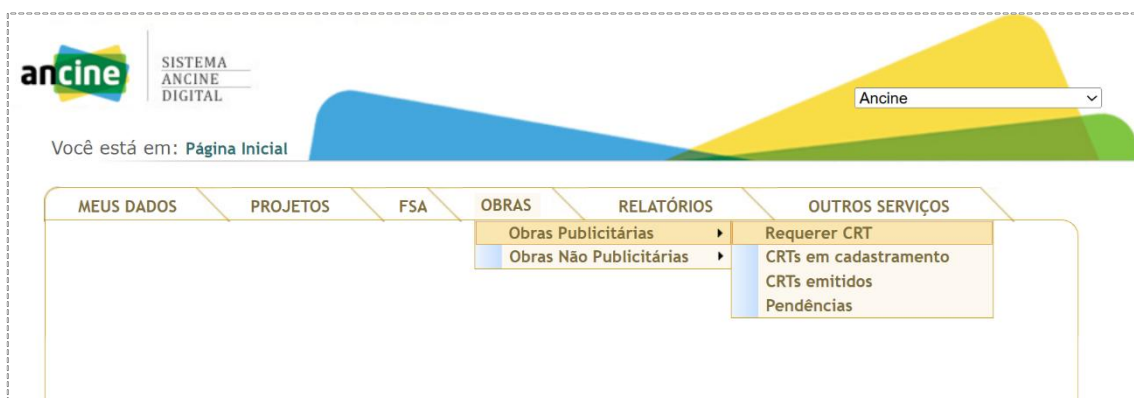 ancine
SISTEMA
ANCINE
DIGITAL
Ancine
Você está em: Página Inicial
MEUS DADOS PROJETOS FSA OBRAS RELATÓRIOS OUTROS SERVIÇOS
Obras Publicitárias Requerer CRT
Obras Não Publicitárias CRTs em cadastramento
CRTs emitidos
Pendências